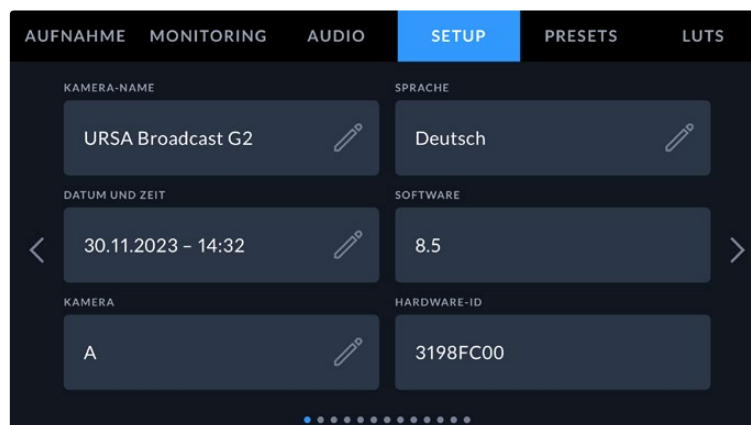 AUFNAHME MONITORING AUDIO SETUP PRESETS LUTS
KAMERA-NAME SPRACHE
URSA Broadcast G2 Deutsch
DATUM UND ZEIT SOFTWARE
30.11.2023 – 14:32 8.5
KAMERA HARDWARE-ID
A 3198FC00